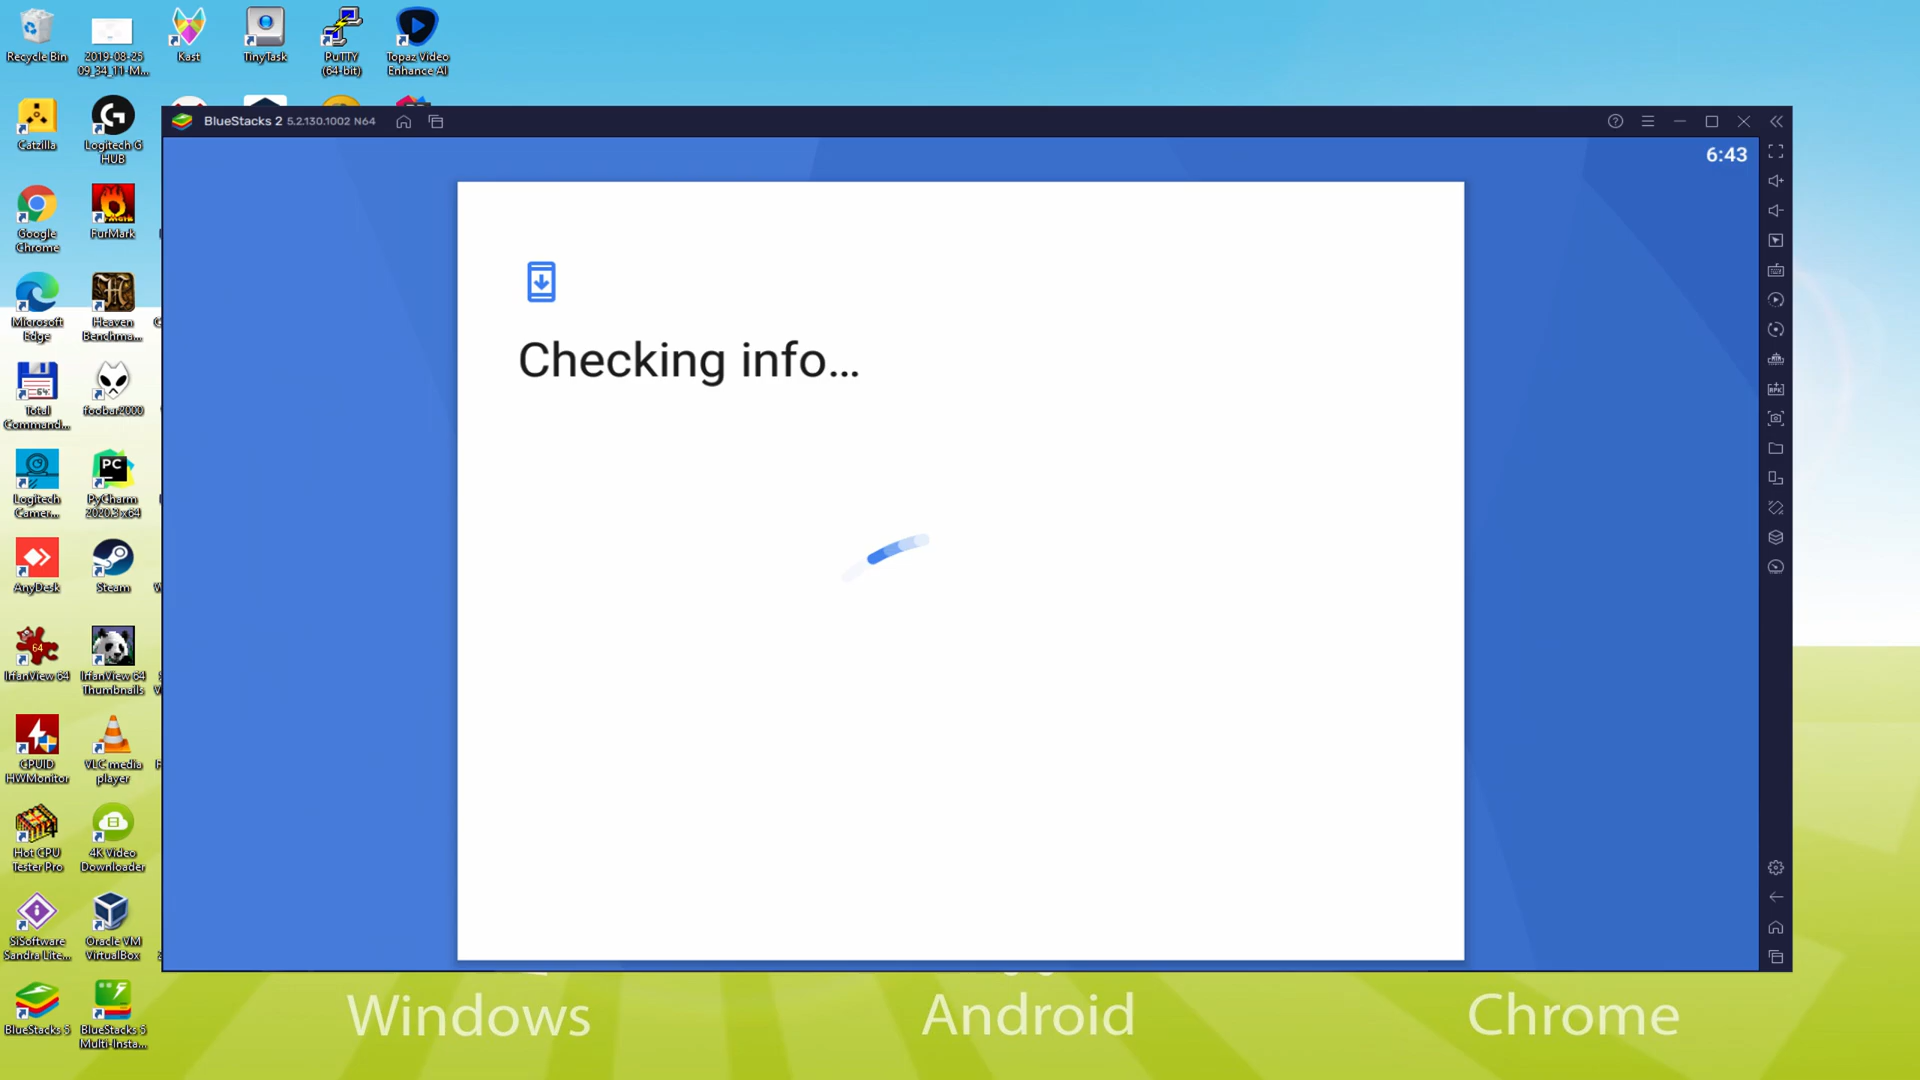 Recycle Bin
2019-08-25
09_34_11-M...
Kast
TinyTask
PuTTY
(64-bit)
Topaz Video
Enhance AI
Catzilla
Logitech G
HUB
BlueStacks 2 5.2.130.1002 N64
6:43
Google
Chrome
FurMark
Checking info...
Microsoft
Edge
Heaven
Benchma...
Total
Command...
foobar2000
Logitech
Camer...
PC
PyCharm
2020.3 x64
AnyDesk
Steam
64
IrfanView 64
IrfanView 64
Thumbnails
CPUID
HWMonitor
VLC media
player
Hot CPU
Tester Pro
4K Video
Downloader
SiSoftware
Sandra Lite...
Oracle VM
VirtualBox
BlueStacks 5
BlueStacks 5
Multi-Insta...
Windows
Android
Chrome